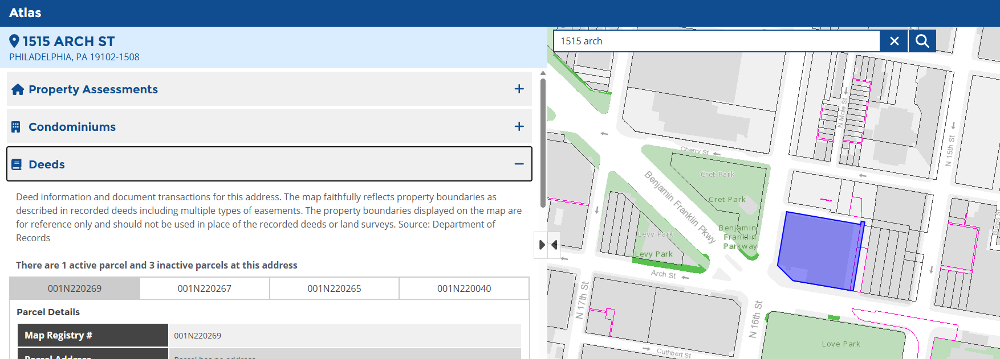 Atlas
1515 ARCH ST
PHILADELPHIA, PA 19102-1508
Property Assessments
Condominiums
Deeds
Deed information and document transactions for this address. The map faithfully reflects property boundaries as
described in recorded deeds including multiple types of easements. The property boundaries displayed on the map are
for reference only and should not be used in place of the recorded deeds or land surveys. Source: Department of
Records
There are 1 active parcel and 3 inactive parcels at this address
001N220269
001N220267
001N220265
001N220040
Parcel Details
Map Registry #
001N220269
Parcel Address
Parcel has no address
1515 arch
N Mole St
N 15th St
Cherry St
Cret Park
Benjamin Franklin Pkwy
Cret Park
Levy Park
Benjamin
Franklin
Parkway
Levy Park
Arch St
N 17th St
N 16th St
Love Park
Cuthbert St